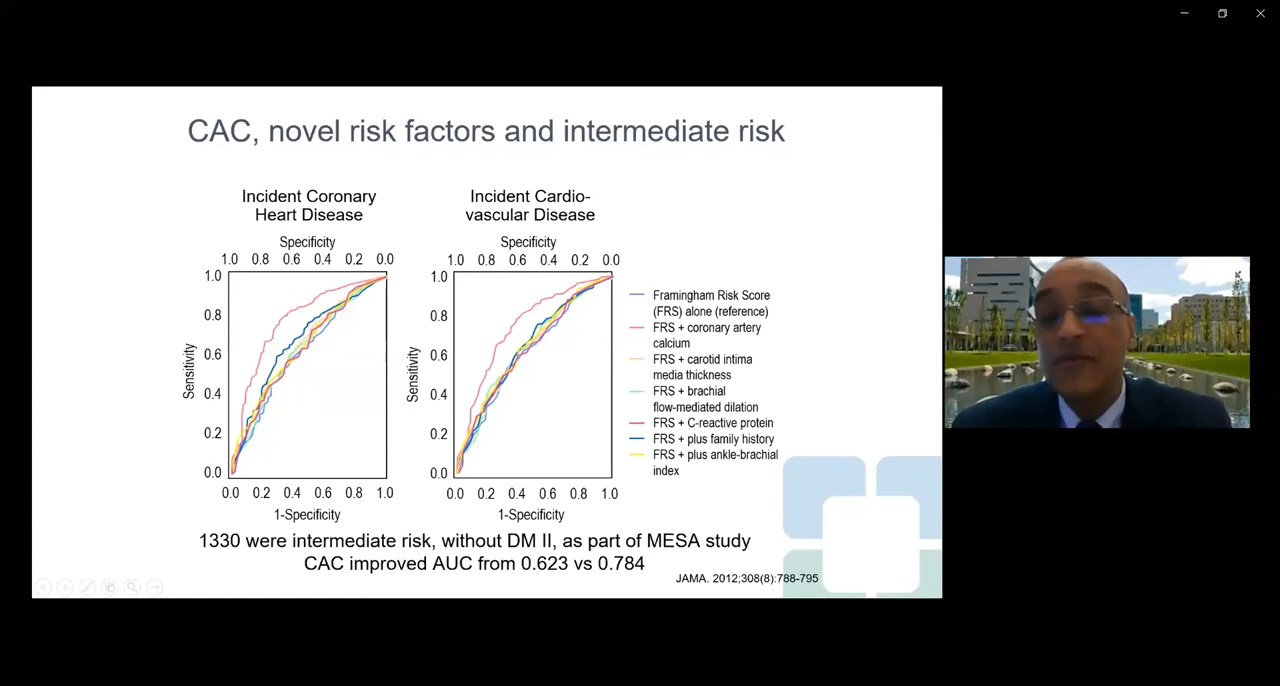 CAC, novel risk factors and intermediate risk
Incident Coronary
Heart Disease
Specificity
1.0 0.8 0.6 0.4 0.2 0.0
1.0
0.8
0.6
0.4
0.2
0.0
Sensitivity
0.0 0.2 0.4 0.6 0.8 1.0
1-Specificity
Incident Cardio-
vascular Disease
Specificity
1.0 0.8 0.6 0.4 0.2 0.0
1.0
0.8
0.6
0.4
0.2
0.0
Sensitivity
0.0 0.2 0.4 0.6 0.8 1.0
1-Specificity
Framingham Risk Score
(FRS) alone (reference)
FRS + coronary artery
calcium
FRS + carotid intima
media thickness
FRS + brachial
flow-mediated dilation
FRS + C-reactive protein
FRS + plus family history
FRS + plus ankle-brachial
index
1330 were intermediate risk, without DM II, as part of MESA study
CAC improved AUC from 0.623 vs 0.784
JAMA. 2012;308(8):788-795